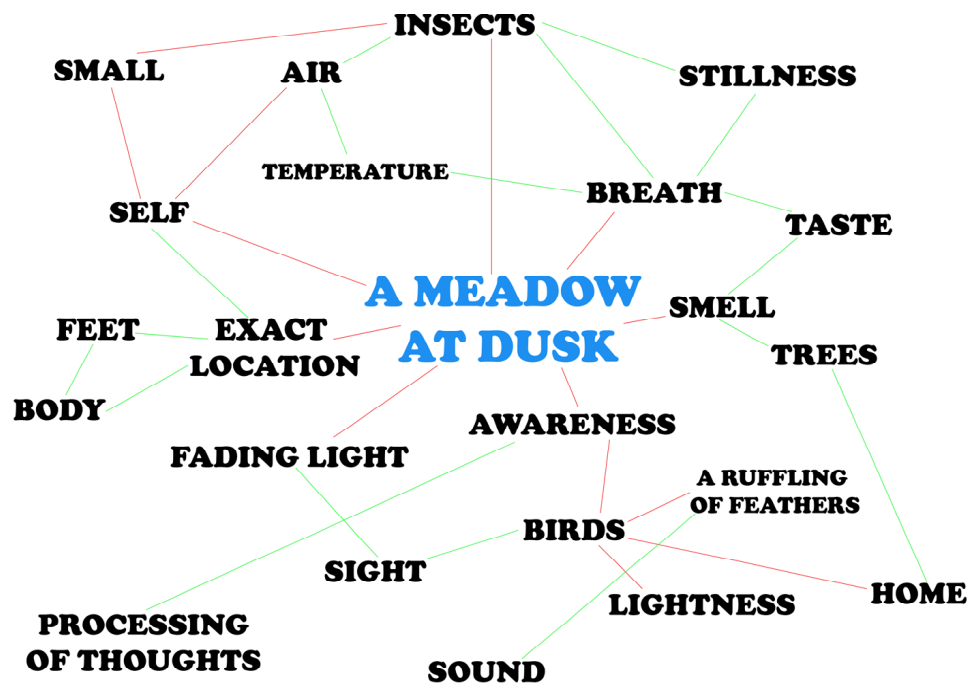 INSECTS
SMALL
AIR
STILLNESS
TEMPERATURE
BREATH
SELF
TASTE
A MEADOW
AT DUSK
SMELL
FEET
EXACT
LOCATION
TREES
BODY
AWARENESS
FADING LIGHT
A RUFFLING
OF FEATHERS
BIRDS
SIGHT
HOME
LIGHTNESS
PROCESSING
OF THOUGHTS
SOUND